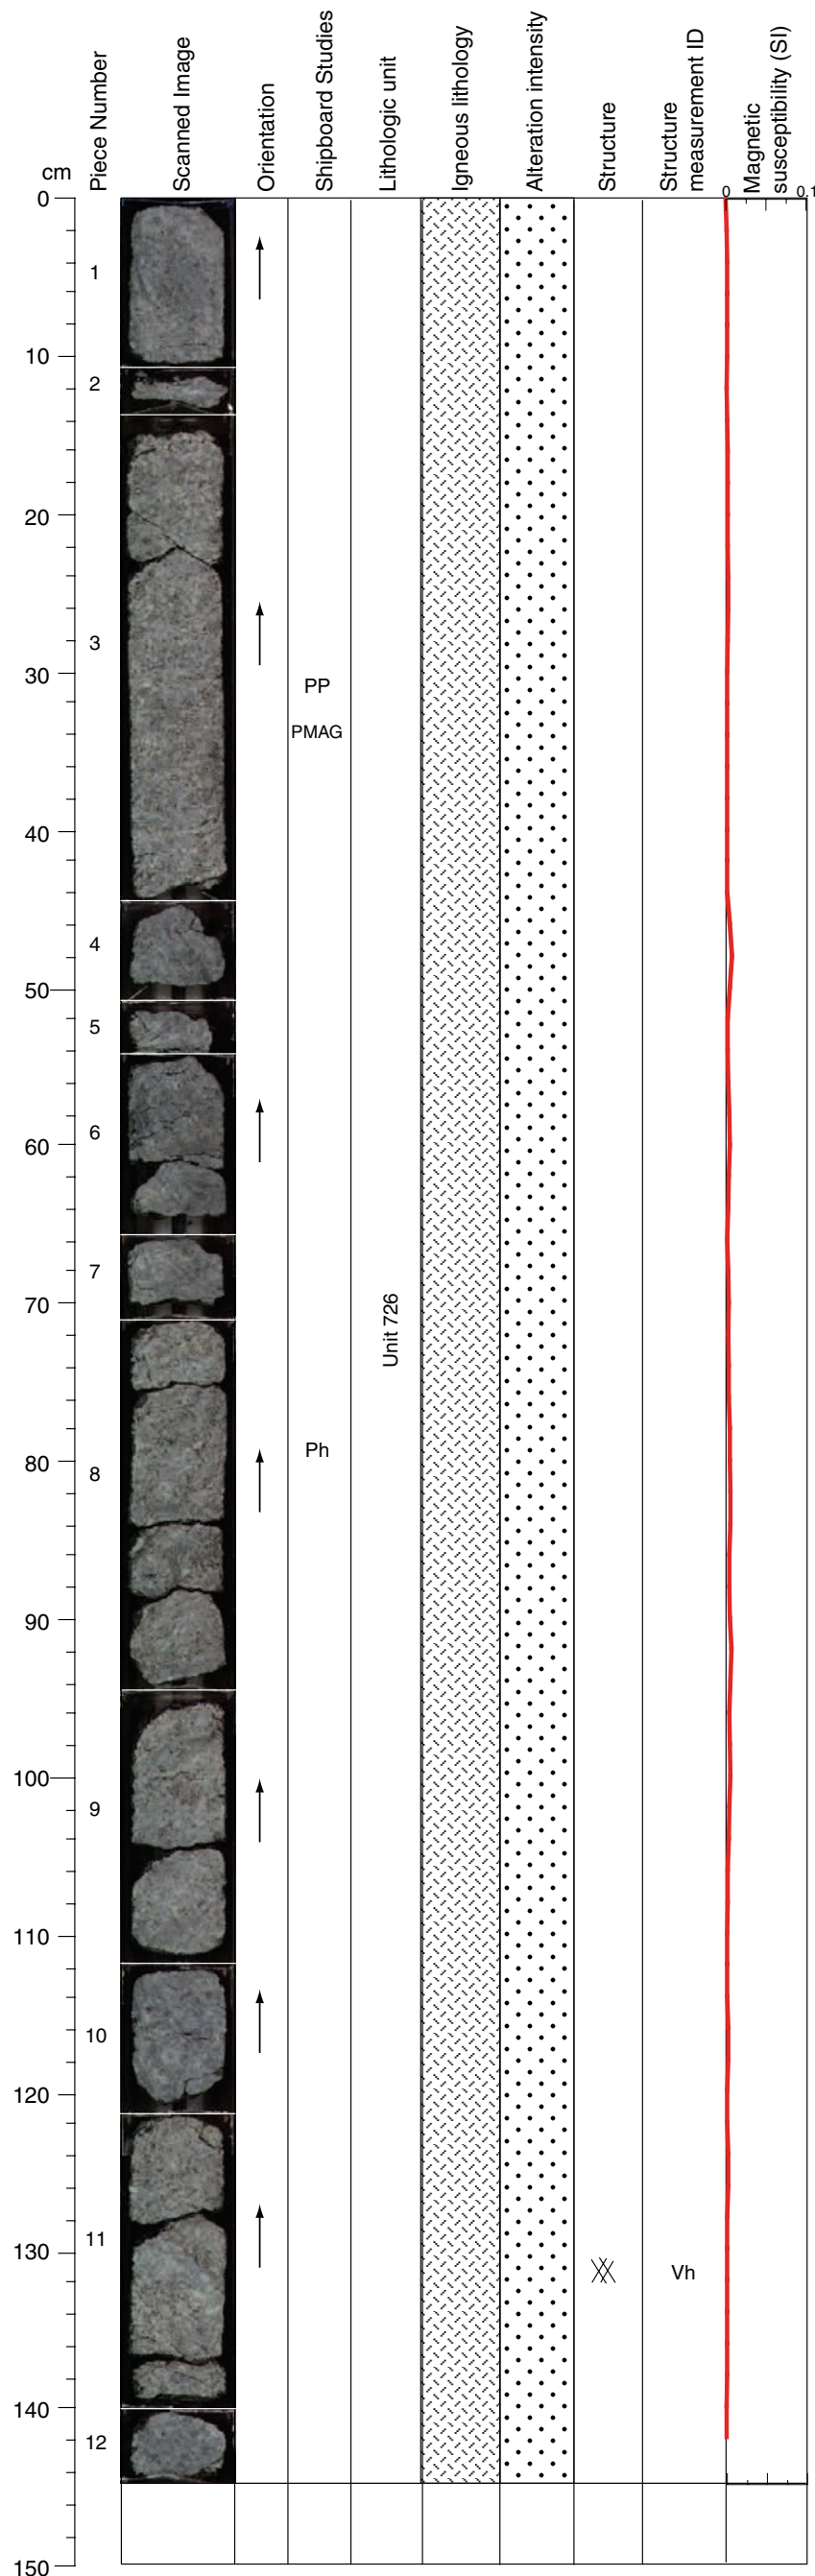 cm
Piece Number
Scanned Image
Orientation
Shipboard Studies
Lithologic unit
Igneous lithology
Alteration intensity
Structure
Structure
measurement ID
Magnetic
susceptibility (SI)
0 0.1
0
1
10
2
20
3
30
PP
PMAG
40
4
50
5
6
60
7
70
Unit 726
Ph
80
8
90
100
9
110
10
120
11
130
Vh
140
12
150